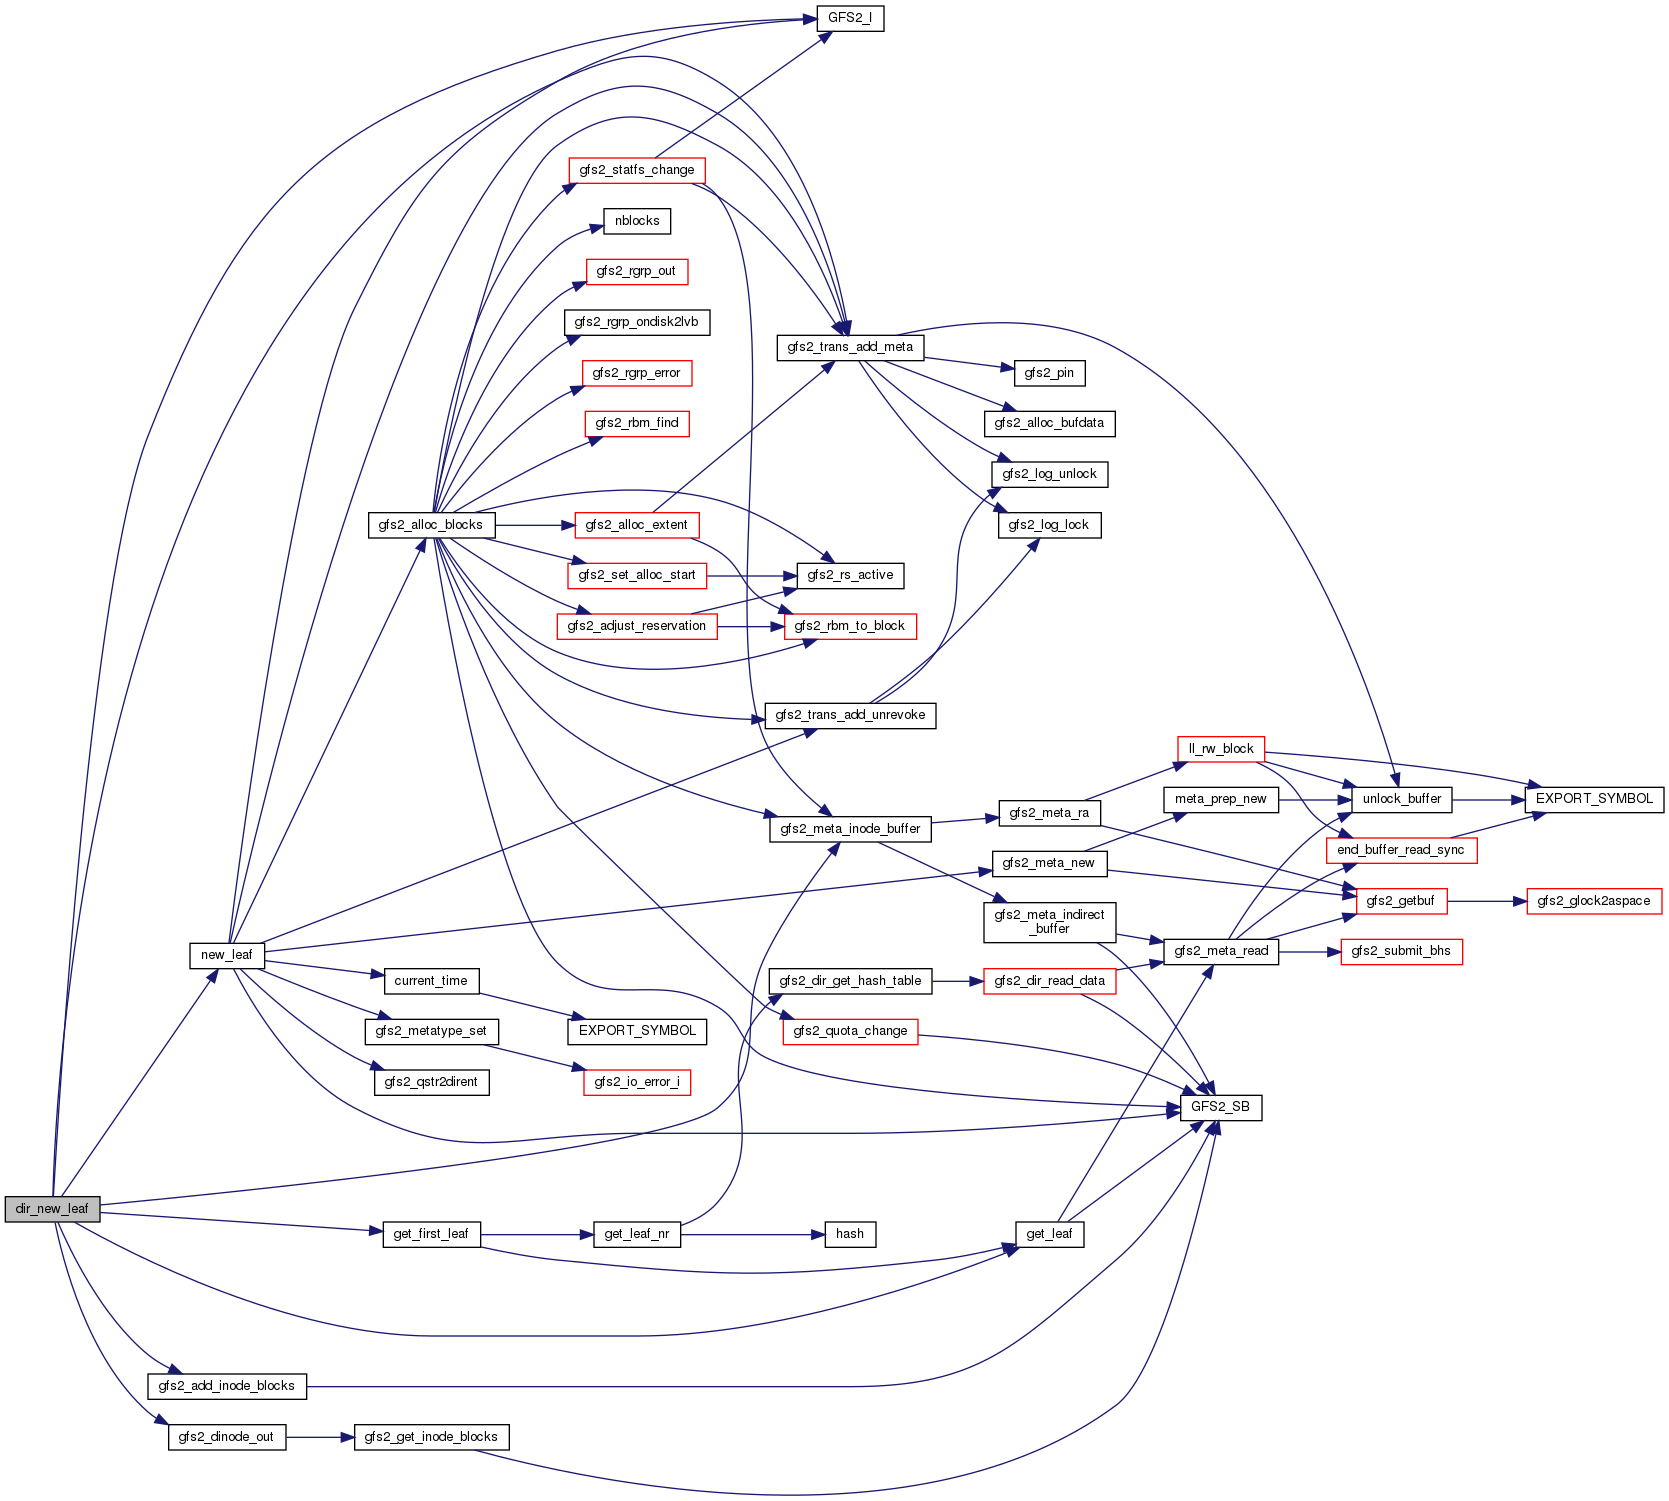 GFS2_I
gfs2_statfs_change
nblocks
gfs2_rgrp_out
gfs2_rgrp_ondisk2lvb
gfs2_trans_add_meta
gfs2_rgrp_error
gfs2_pin
gfs2_rbm_find
gfs2_alloc_bufdata
gfs2_log_unlock
gfs2_alloc_blocks
gfs2_alloc_extent
gfs2_log_lock
gfs2_set_alloc_start
gfs2_rs_active
gfs2_adjust_reservation
gfs2_rbm_to_block
gfs2_trans_add_unrevoke
ll_rw_block
meta_prep_new
unlock_buffer
EXPORT_SYMBOL
gfs2_meta_ra
gfs2_meta_inode_buffer
end_buffer_read_sync
gfs2_meta_new
gfs2_getbuf
gfs2_glock2aspace
gfs2_meta_indirect
_buffer
new_leaf
gfs2_meta_read
gfs2_submit_bhs
current_time
gfs2_dir_get_hash_table
gfs2_dir_read_data
gfs2_metatype_set
EXPORT_SYMBOL
gfs2_quota_change
gfs2_qstr2dirent
gfs2_io_error_i
GFS2_SB
dir_new_leaf
get_first_leaf
get_leaf_nr
hash
get_leaf
gfs2_add_inode_blocks
gfs2_dinode_out
gfs2_get_inode_blocks